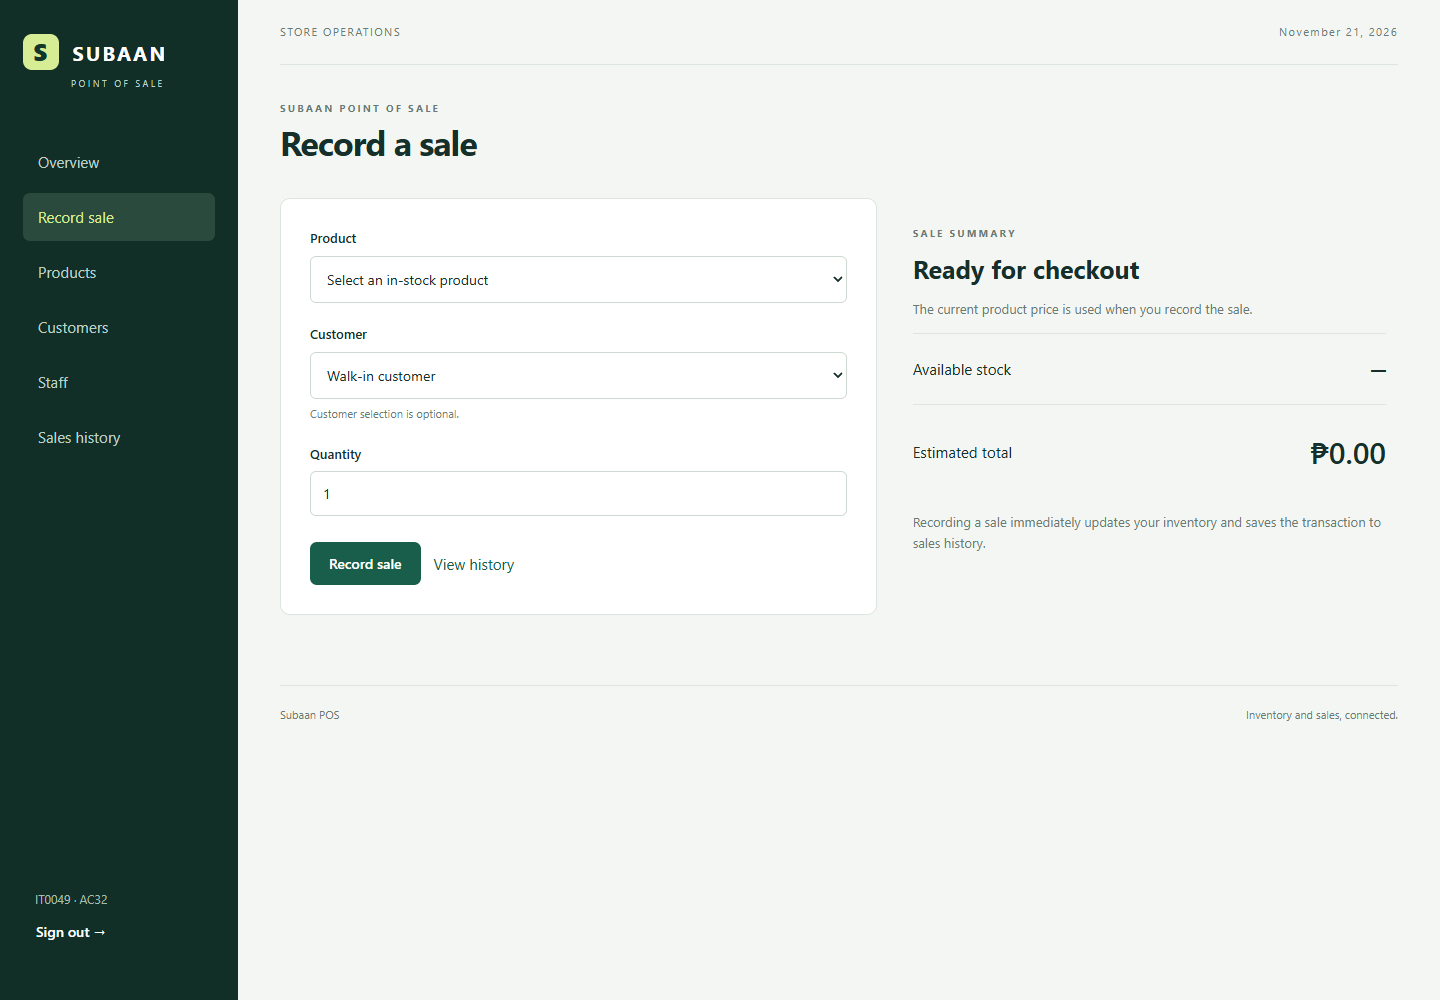 S SUBAAN
POINT OF SALE
Overview
Record sale
Products
Customers
Staff
Sales history
IT0049 · AC32
Sign out →
STORE OPERATIONS
November 21, 2026
SUBAAN POINT OF SALE
Record a sale
Product
Select an in-stock product
Customer
Walk-in customer
Customer selection is optional.
Quantity
1
Record sale
View history
SALE SUMMARY
Ready for checkout
The current product price is used when you record the sale.
Available stock —
Estimated total ₱0.00
Recording a sale immediately updates your inventory and saves the transaction to
sales history.
Subaan POS
Inventory and sales, connected.